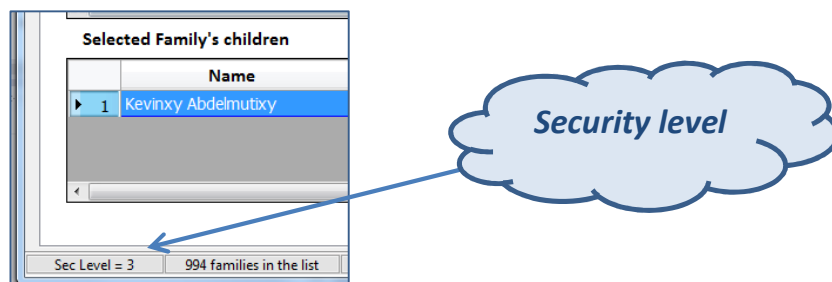 Selected Family's children
Name
1 Kevinxy Abdelmutixy
Security level
Sec Level = 3 994 families in the list